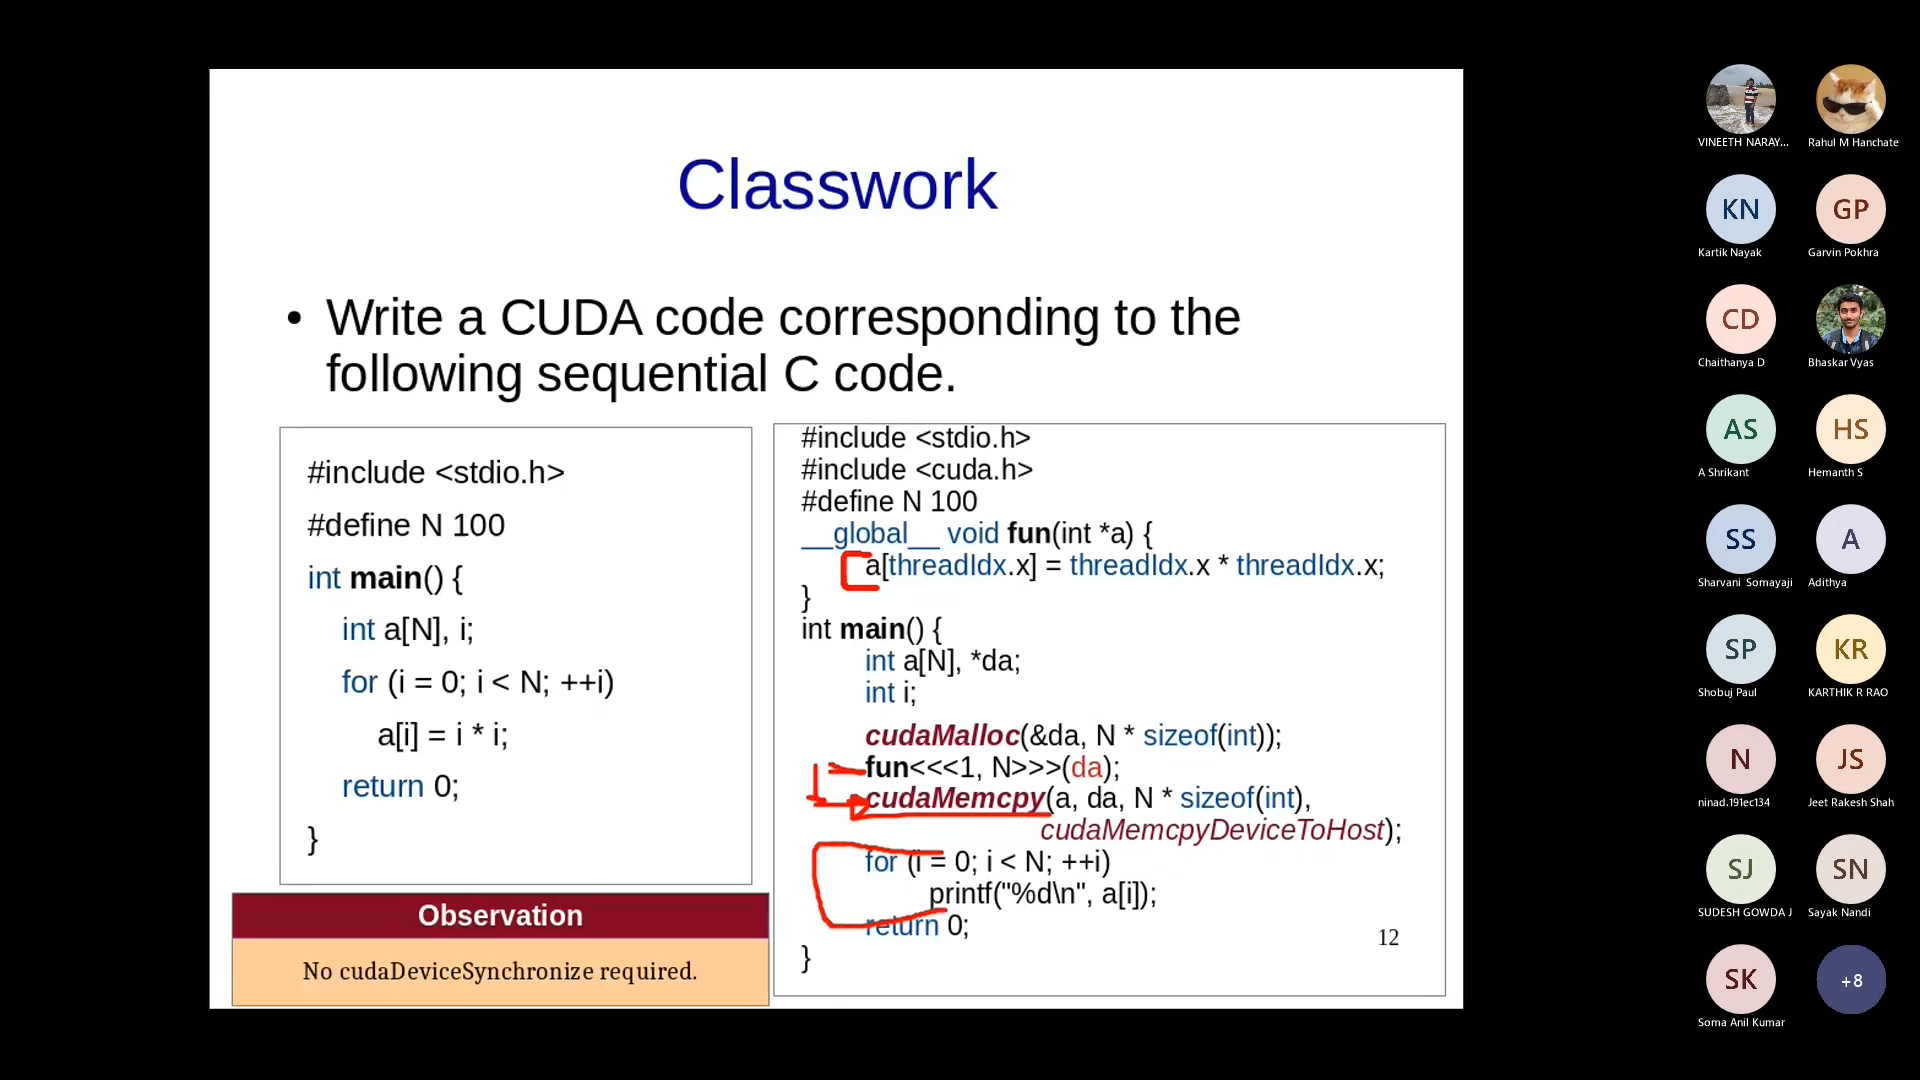 Classwork
• Write a CUDA code corresponding to the
following sequential C code.
#include <stdio.h>
#define N 100
int main() {
int a[N], i;
for (i = 0; i < N; ++i)
a[i] = i * i;
return 0;
}
Observation
No cudaDeviceSynchronize required.
#include <stdio.h>
#include <cuda.h>
#define N 100
__global__ void fun(int *a) {
a[threadIdx.x] = threadIdx.x * threadIdx.x;
}
int main() {
int a[N], *da;
int i;
cudaMalloc(&da, N * sizeof(int));
fun<<<1, N>>>(da);
cudaMemcpy(a, da, N * sizeof(int),
cudaMemcpyDeviceToHost);
for (i = 0; i < N; ++i)
printf("%d\n", a[i]);
return 0;
}
12
VINEETH NARAY...
Rahul M Hanchate
KN
GP
Kartik Nayak
Garvin Pokhra
CD
Chaithanya D
Bhaskar Vyas
AS
HS
A Shrikant
Hemanth S
SS
A
Sharvani Somayaji
Adithya
SP
KR
Shobuj Paul
KARTHIK R RAO
N
JS
ninad.191ec134
Jeet Rakesh Shah
SJ
SN
SUDESH GOWDA J
Sayak Nandi
SK
+8
Soma Anil Kumar